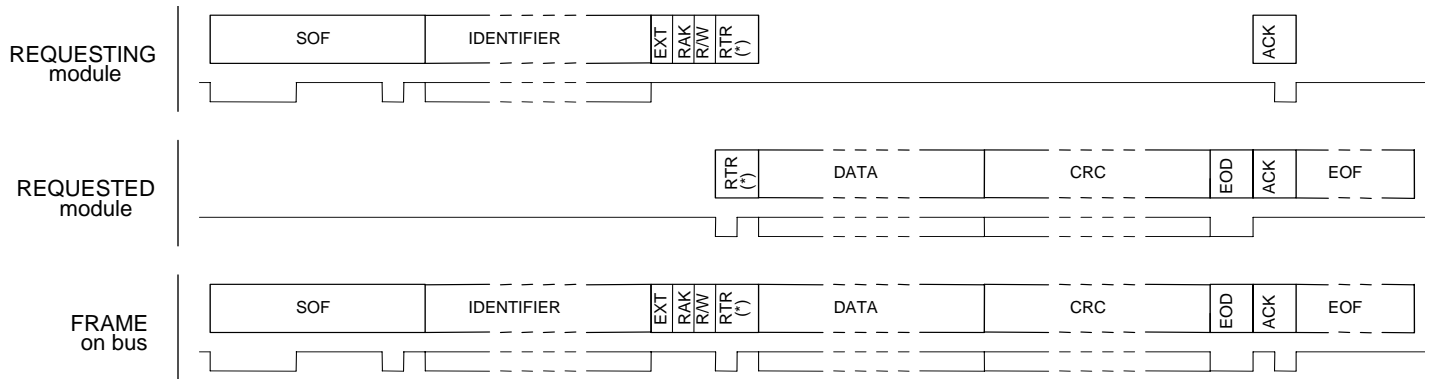 REQUESTING
module
SOF
IDENTIFIER
EXT
RAK
R/W
RTR
(*)
ACK
REQUESTED
module
RTR
(*)
DATA
CRC
EOD
ACK
EOF
FRAME
on bus
SOF
IDENTIFIER
EXT
RAK
R/W
RTR
(*)
DATA
CRC
EOD
ACK
EOF